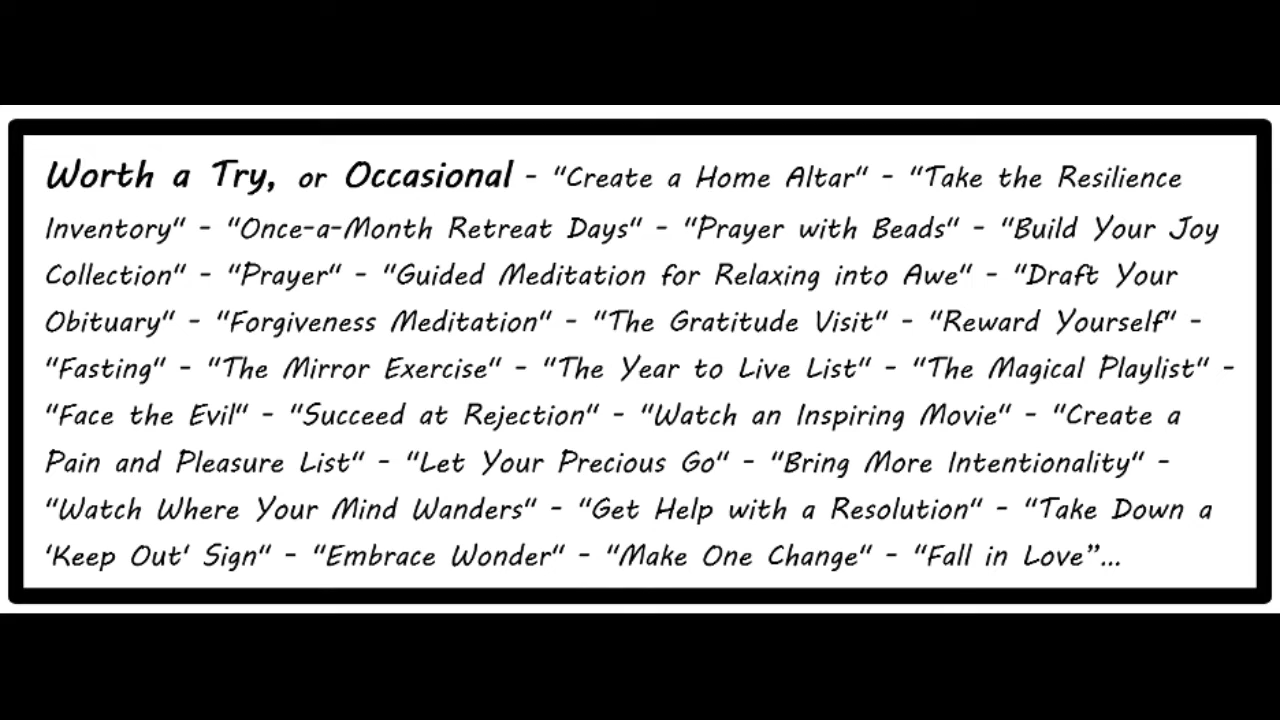 Worth a Try, or Occasional - “Create a Home Altar“ - “Take the Resilience
Inventory“ - “Once-a-Month Retreat Days“ - “Prayer with Beads“ - “Build Your Joy
Collection“ - “Prayer“ - “Guided Meditation for Relaxing into Awe“ - “Draft Your
Obituary“ - “Forgiveness Meditation“ - “The Gratitude Visit“ - “Reward Yourself“ -
“Fasting“ - “The Mirror Exercise“ - “The Year to Live List“ - “The Magical Playlist“ -
“Face the Evil“ - “Succeed at Rejection“ - “Watch an Inspiring Movie“ - “Create a
Pain and Pleasure List“ - “Let Your Precious Go“ - “Bring More Intentionality“ -
“Watch Where Your Mind Wanders“ - “Get Help with a Resolution“ - “Take Down a
‘Keep Out‘ Sign“ - “Embrace Wonder“ - “Make One Change“ - “Fall in Love”...